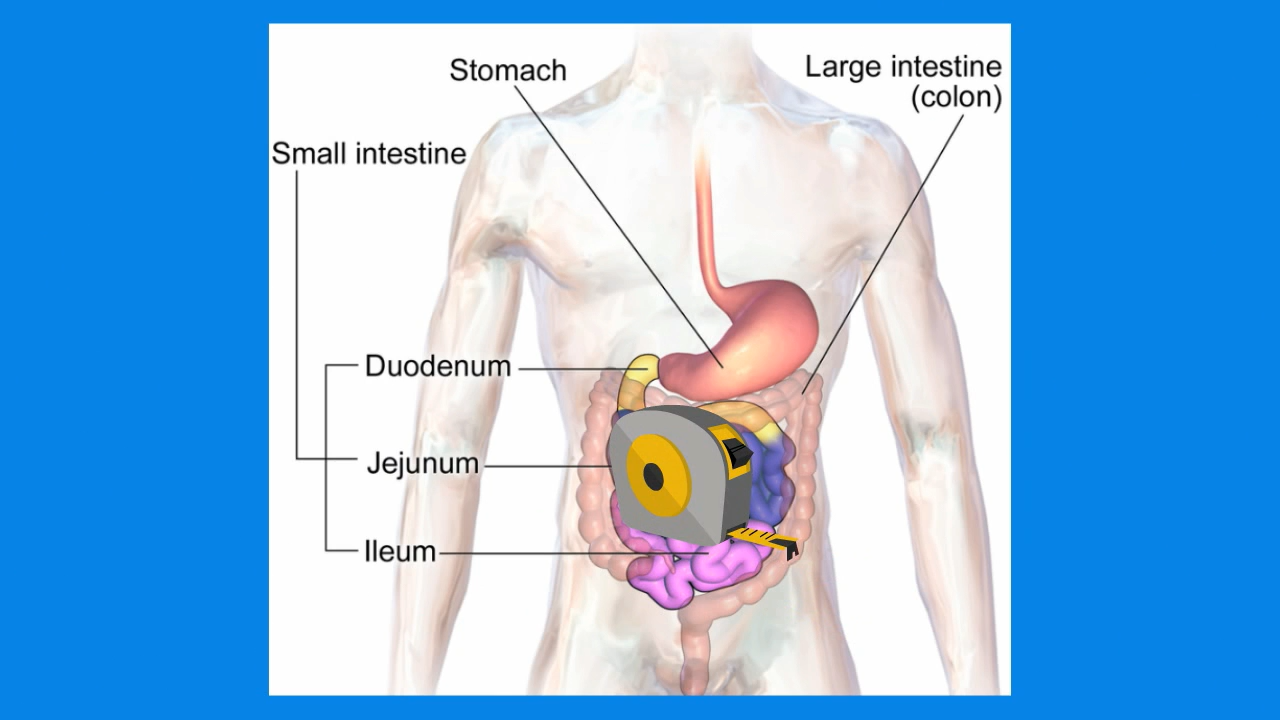 Stomach
Large intestine
(colon)
Small intestine
Duodenum
Jejunum
Ileum